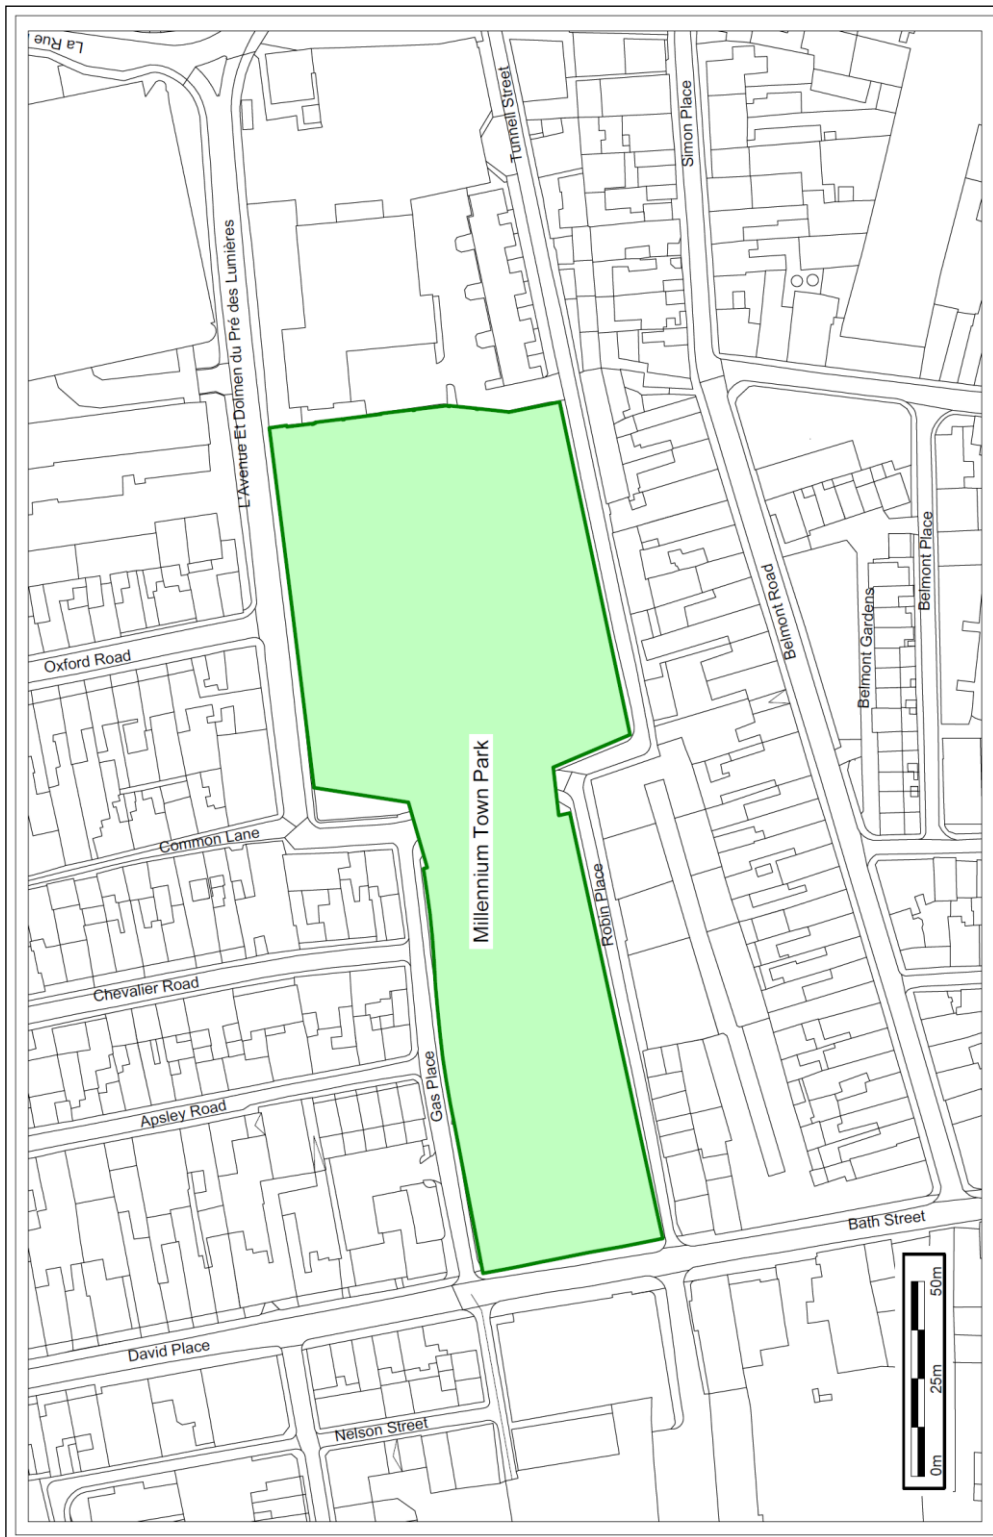 La Rue
Tunnell Street
Simon Place
L'Avenue Et Dolmen du Pré des Lumières
Oxford Road
Belmont Road
Belmont Place
Belmont Gardens
Common Lane
Millennium Town Park
Robin Place
Chevalier Road
Gas Place
Apsley Road
Bath Street
David Place
Nelson Street
0m 25m 50m